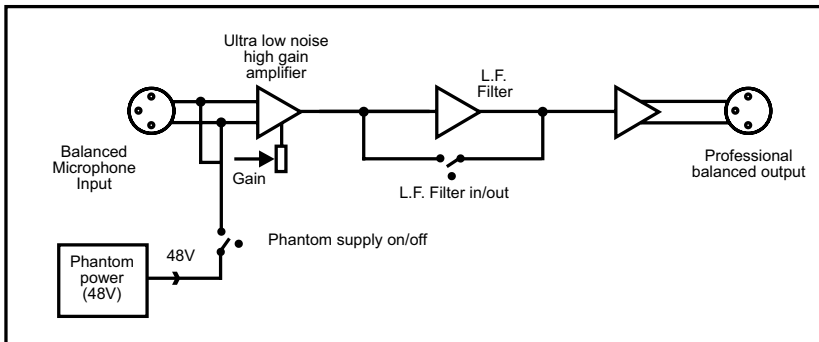 Ultra low noise
high gain
amplifier
L.F.
Filter
Balanced
Microphone
Input
Gain
L.F. Filter in/out
Professional
balanced output
Phantom supply on/off
48V
Phantom
power
(48V)